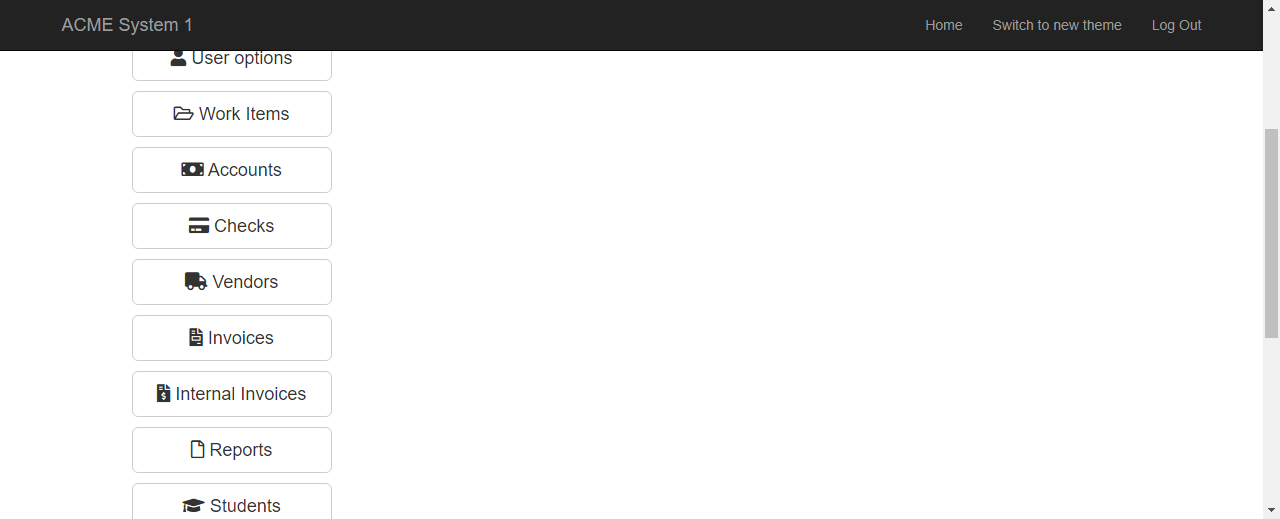 ACME System 1
Home
Switch to new theme
Log Out
User options
Work Items
Accounts
Checks
Vendors
Invoices
Internal Invoices
Reports
Students